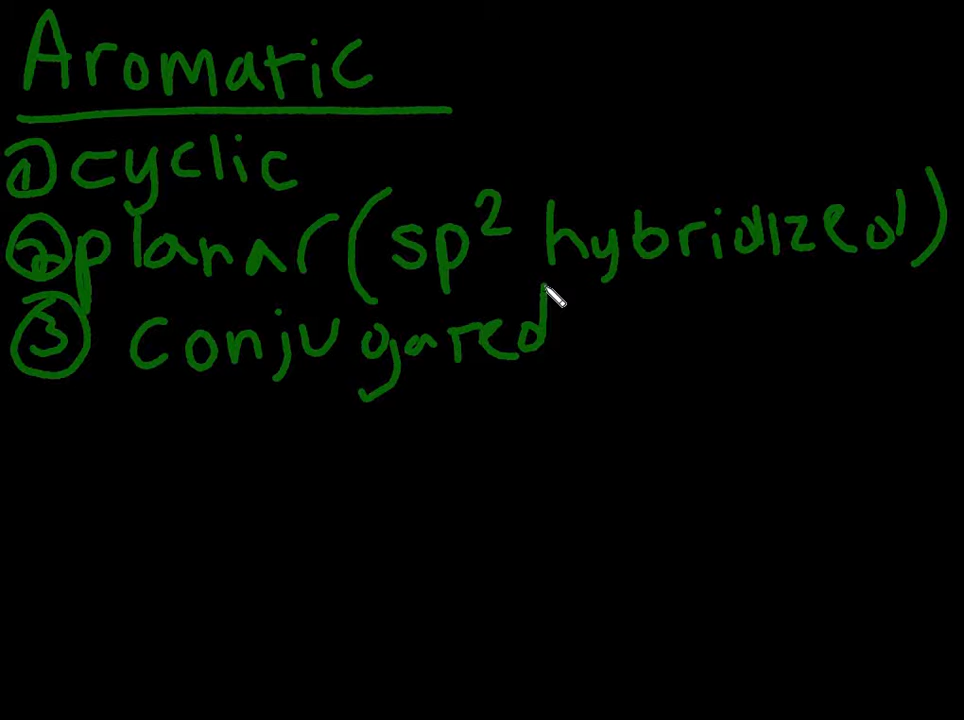 Aromatic
① cyclic
② planar (sp² hybridized)
③ conjugated